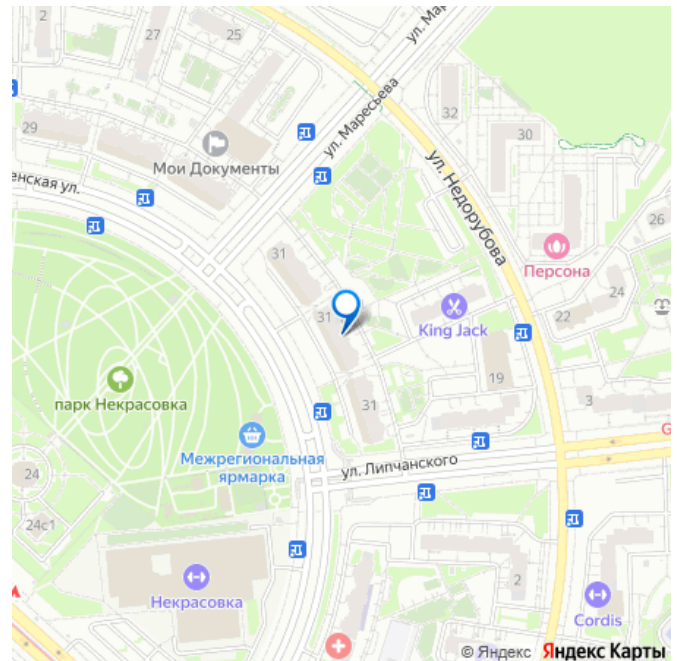 2
27
25
ул. Ма
ул. Маресьева
32
30
29
Мои Документы
ул. Недорубова
енская ул.
26
31
Персона
24
31
King Jack
22
19
парк Некрасовка
3
31
G
Межрегиональная
ярмарка
ул. Липчанского
24
24с1
2
Некрасовка
Cordis
© Яндекс Яндекс Карты